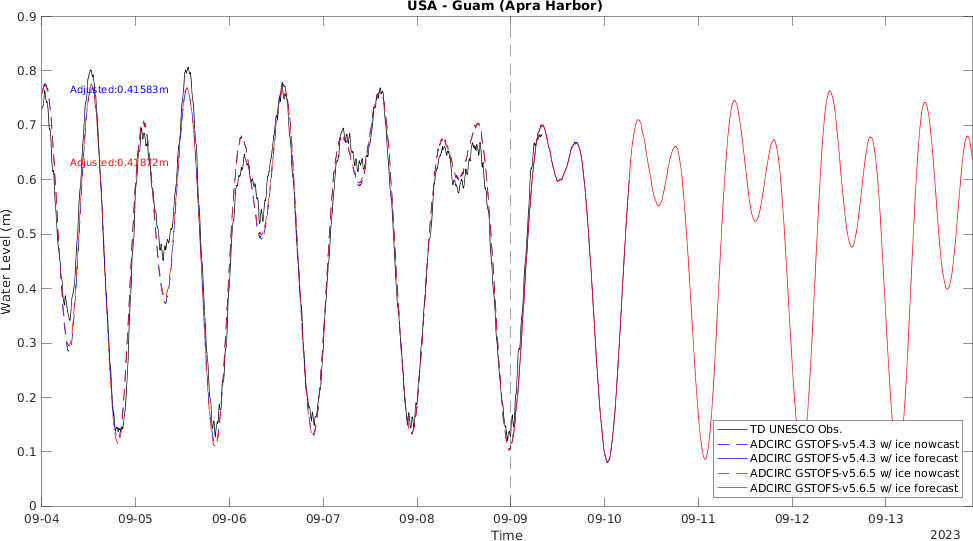 USA - Guam (Apra Harbor)
0.9
0.8
0.7
0.6
0.5
0.4
0.3
0.2
0.1
0
Water Level (m)
Adjusted:0.41583m
Adjusted:0.41872m
TD UNESCO Obs.
ADCIRC GSTOFS-v5.4.3 w/ ice nowcast
ADCIRC GSTOFS-v5.4.3 w/ ice forecast
ADCIRC GSTOFS-v5.6.5 w/ ice nowcast
ADCIRC GSTOFS-v5.6.5 w/ ice forecast
09-04 09-05 09-06 09-07 09-08 09-09 09-10 09-11 09-12 09-13
Time
2023